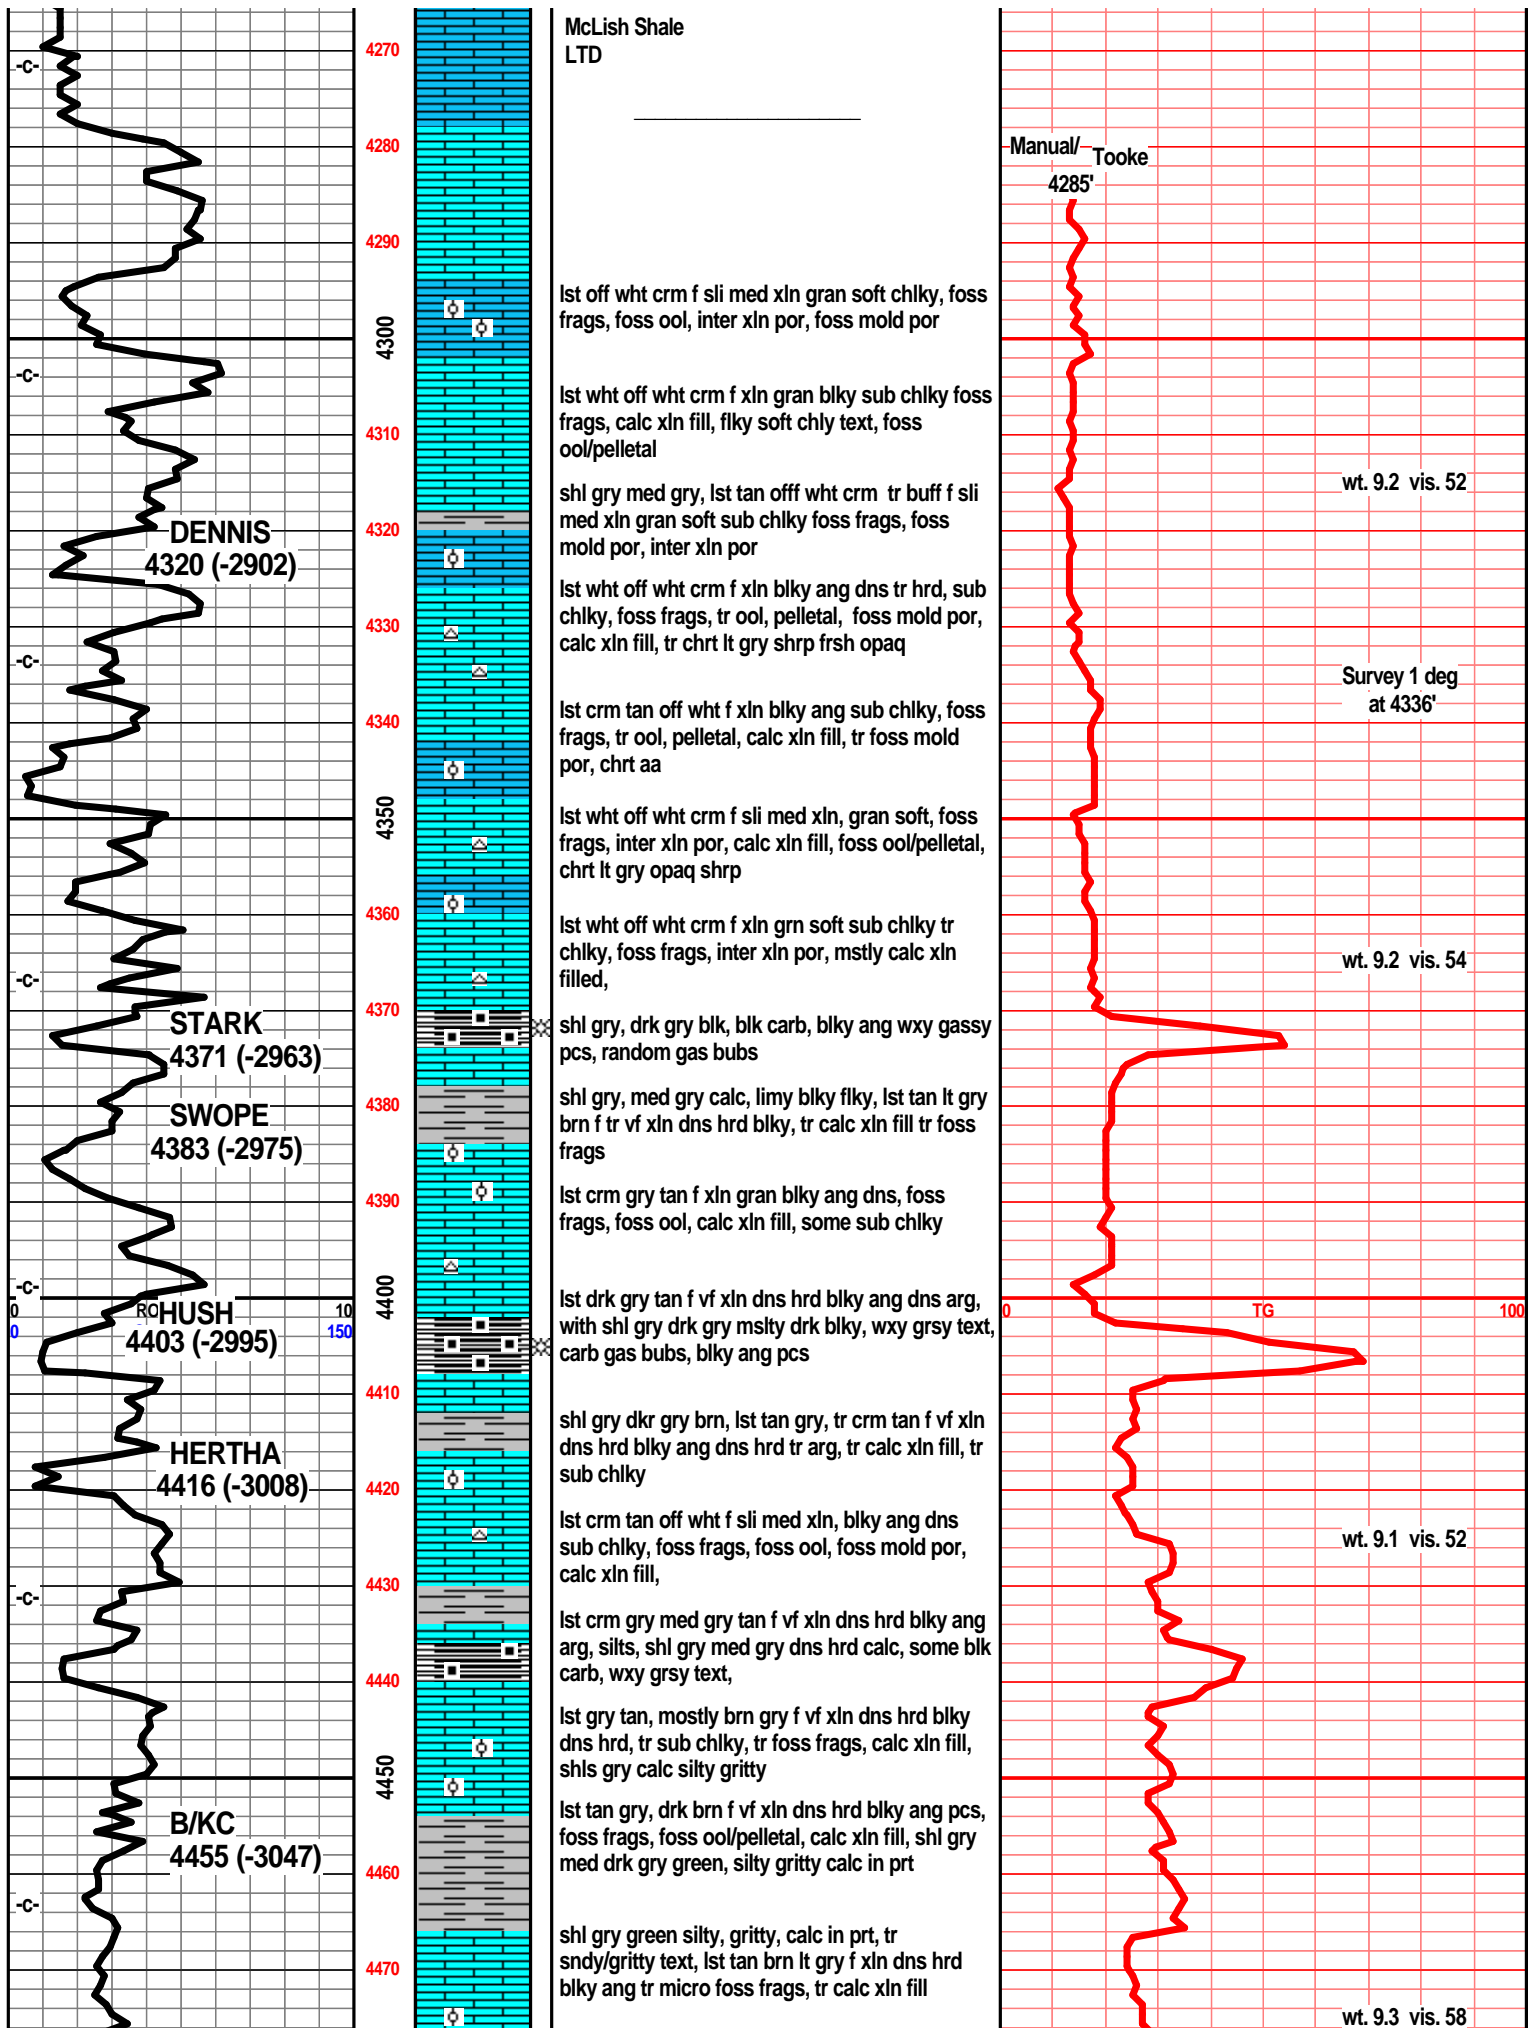 McLish Shale
LTD
4270
-c-
4280
Manual/ Tooke
4285'
4290
lst off wht crm f sli med xln gran soft chlky, foss
frags, foss ool, inter xln por, foss mold por
4300
-c-
lst wht off wht crm f xln gran blky sub chlky foss
frags, calc xln fill, flky soft chly text, foss
ool/pelletal
4310
shl gry med gry, lst tan offf wht crm tr buff f sli
med xln gran soft sub chlky foss frags, foss
mold por, inter xln por
wt. 9.2 vis. 52
DENNIS
4320 (-2902)
4320
lst wht off wht crm f xln blky ang dns tr hrd, sub
chlky, foss frags, tr ool, pelletal, foss mold por,
calc xln fill, tr chrt lt gry shrp frsh opaq
4330
-c-
Survey 1 deg
at 4336'
lst crm tan off wht f xln blky ang sub chlky, foss
frags, tr ool, pelletal, calc xln fill, tr foss mold
por, chrt aa
4340
4350
lst wht off wht crm f sli med xln, gran soft, foss
frags, inter xln por, calc xln fill, foss ool/pelletal,
chrt lt gry opaq shrp
4360
lst wht off wht crm f xln grn soft sub chlky tr
chlky, foss frags, inter xln por, mstly calc xln
filled,
wt. 9.2 vis. 54
-c-
4370
STARK
4371 (-2963)
shl gry, drk gry blk, blk carb, blky ang wxy gassy
pcs, random gas bubs
4380
SWOPE
4383 (-2975)
shl gry, med gry calc, limy blky flky, lst tan lt gry
brn f tr vf xln dns hrd blky, tr calc xln fill tr foss
frags
4390
lst crm gry tan f xln gran blky ang dns, foss
frags, foss ool, calc xln fill, some sub chlky
-c-
4400
0 RO 10
0 150
HUSH
4403 (-2995)
lst drk gry tan f vf xln dns hrd blky ang dns arg,
with shl gry drk gry mslty drk blky, wxy grsy text,
carb gas bubs, blky ang pcs
0 TG 100
4410
shl gry dkr gry brn, lst tan gry, tr crm tan f vf xln
dns hrd blky ang dns hrd tr arg, tr calc xln fill, tr
sub chlky
HERTHA
4416 (-3008)
4420
lst crm tan off wht f sli med xln, blky ang dns
sub chlky, foss frags, foss ool, foss mold por,
calc xln fill,
wt. 9.1 vis. 52
4430
-c-
lst crm gry med gry tan f vf xln dns hrd blky ang
arg, silts, shl gry med gry dns hrd calc, some blk
carb, wxy grsy text,
4440
lst gry tan, mostly brn gry f vf xln dns hrd blky
dns hrd, tr sub chlky, tr foss frags, calc xln fill,
shls gry calc silty gritty
4450
B/KC
4455 (-3047)
lst tan gry, drk brn f vf xln dns hrd blky ang pcs,
foss frags, foss ool/pelletal, calc xln fill, shl gry
med drk gry green, silty gritty calc in prt
4460
-c-
shl gry green silty, gritty, calc in prt, tr
sndy/gritty text, lst tan brn lt gry f xln dns hrd
blky ang tr micro foss frags, tr calc xln fill
4470
wt. 9.3 vis. 58